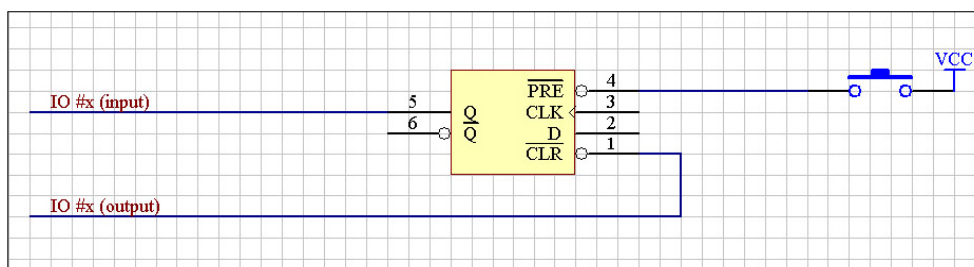 VCC
PRE 4
IO #x (input) 5 Q CLK 3
6 Q D 2
CLR 1
IO #x (output)